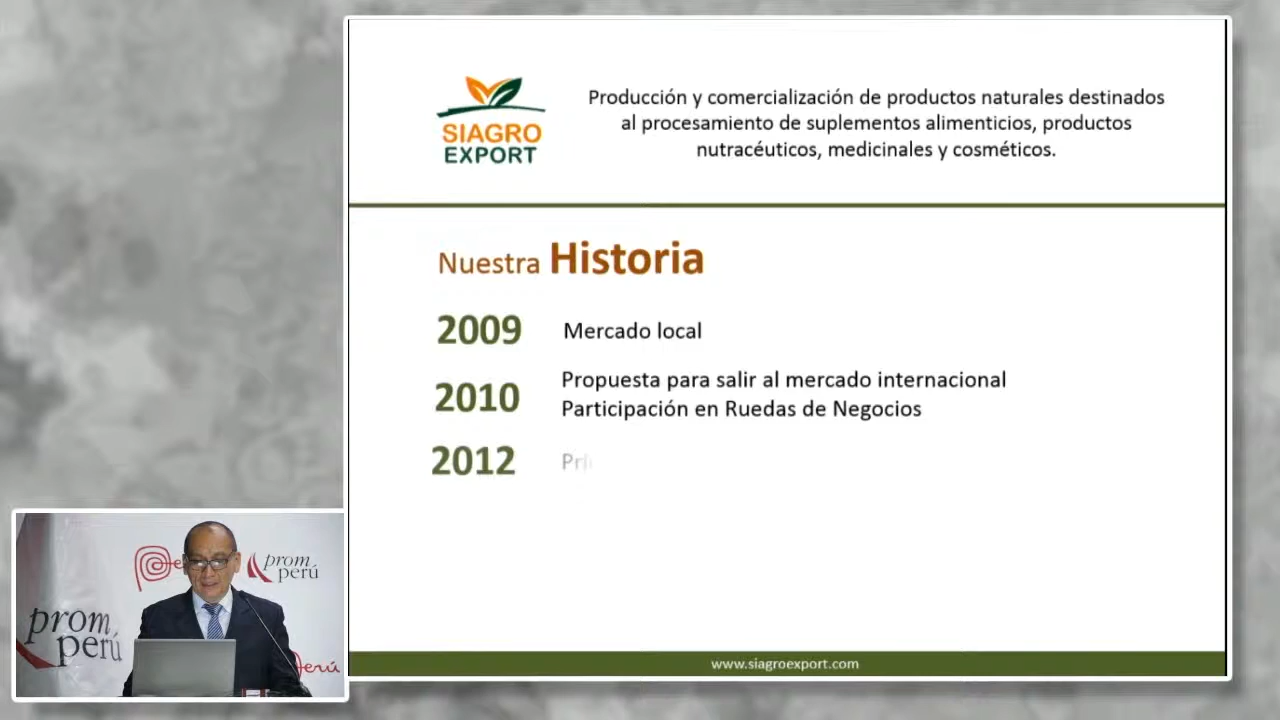 SIAGRO
EXPORT
Producción y comercialización de productos naturales destinados
al procesamiento de suplementos alimenticios, productos
nutracéuticos, medicinales y cosméticos.
Nuestra Historia
2009 Mercado local
2010 Propuesta para salir al mercado internacional
Participación en Ruedas de Negocios
2012
www.siagroexport.com
prom
perú
prom
perú